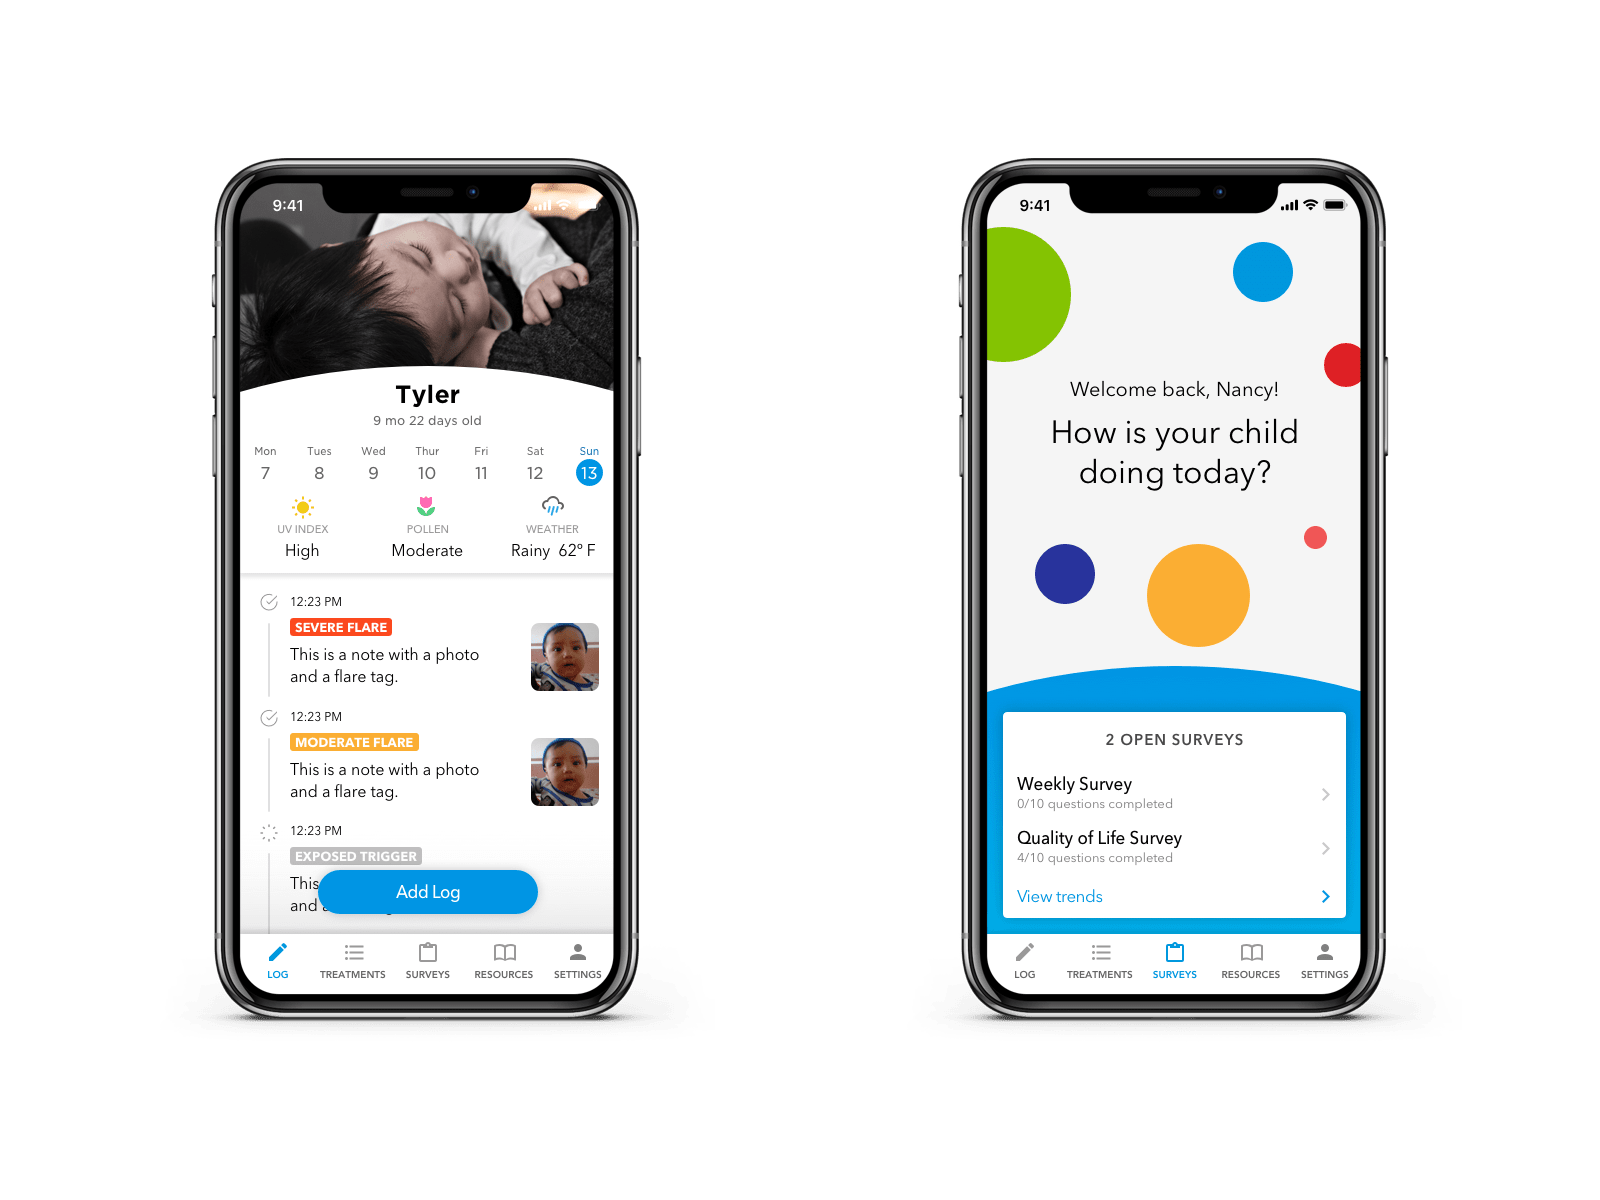 9:41
Tyler
9 mo 22 days old
Mon Tues Wed Thur Fri Sat Sun
7 8 9 10 11 12 13
UV INDEX POLLEN WEATHER
High Moderate Rainy 62° F
12:23 PM
SEVERE FLARE
This is a note with a photo
and a flare tag.
12:23 PM
MODERATE FLARE
This is a note with a photo
and a flare tag.
12:23 PM
EXPOSED TRIGGER
This
and
Add Log
LOG TREATMENTS SURVEYS RESOURCES SETTINGS
9:41
Welcome back, Nancy!
How is your child
doing today?
2 OPEN SURVEYS
Weekly Survey
0/10 questions completed
Quality of Life Survey
4/10 questions completed
View trends
LOG TREATMENTS SURVEYS RESOURCES SETTINGS